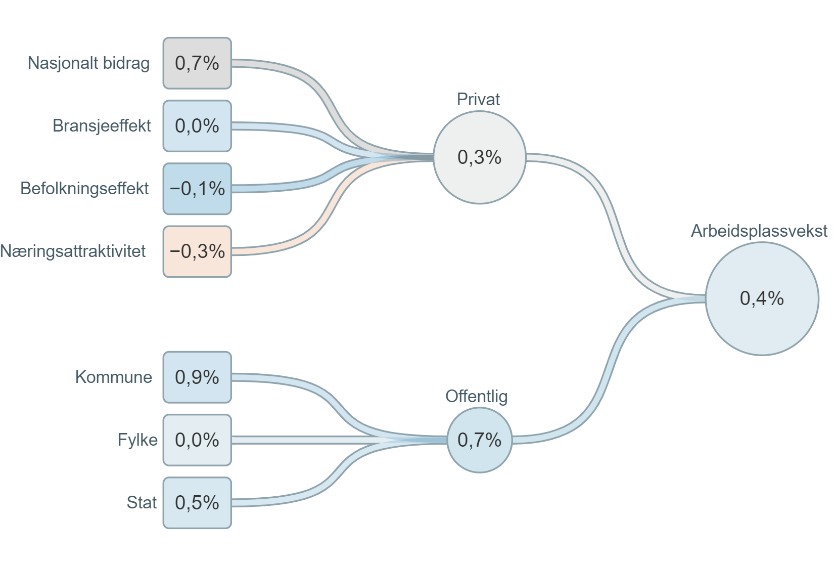 Nasjonalt bidrag 0,7%
Bransjeeffekt 0,0%
Befolkningseffekt −0,1%
Næringsattraktivitet −0,3%
Privat
0,3%
Arbeidsplassvekst
0,4%
Kommune 0,9%
Fylke 0,0%
Stat 0,5%
Offentlig
0,7%